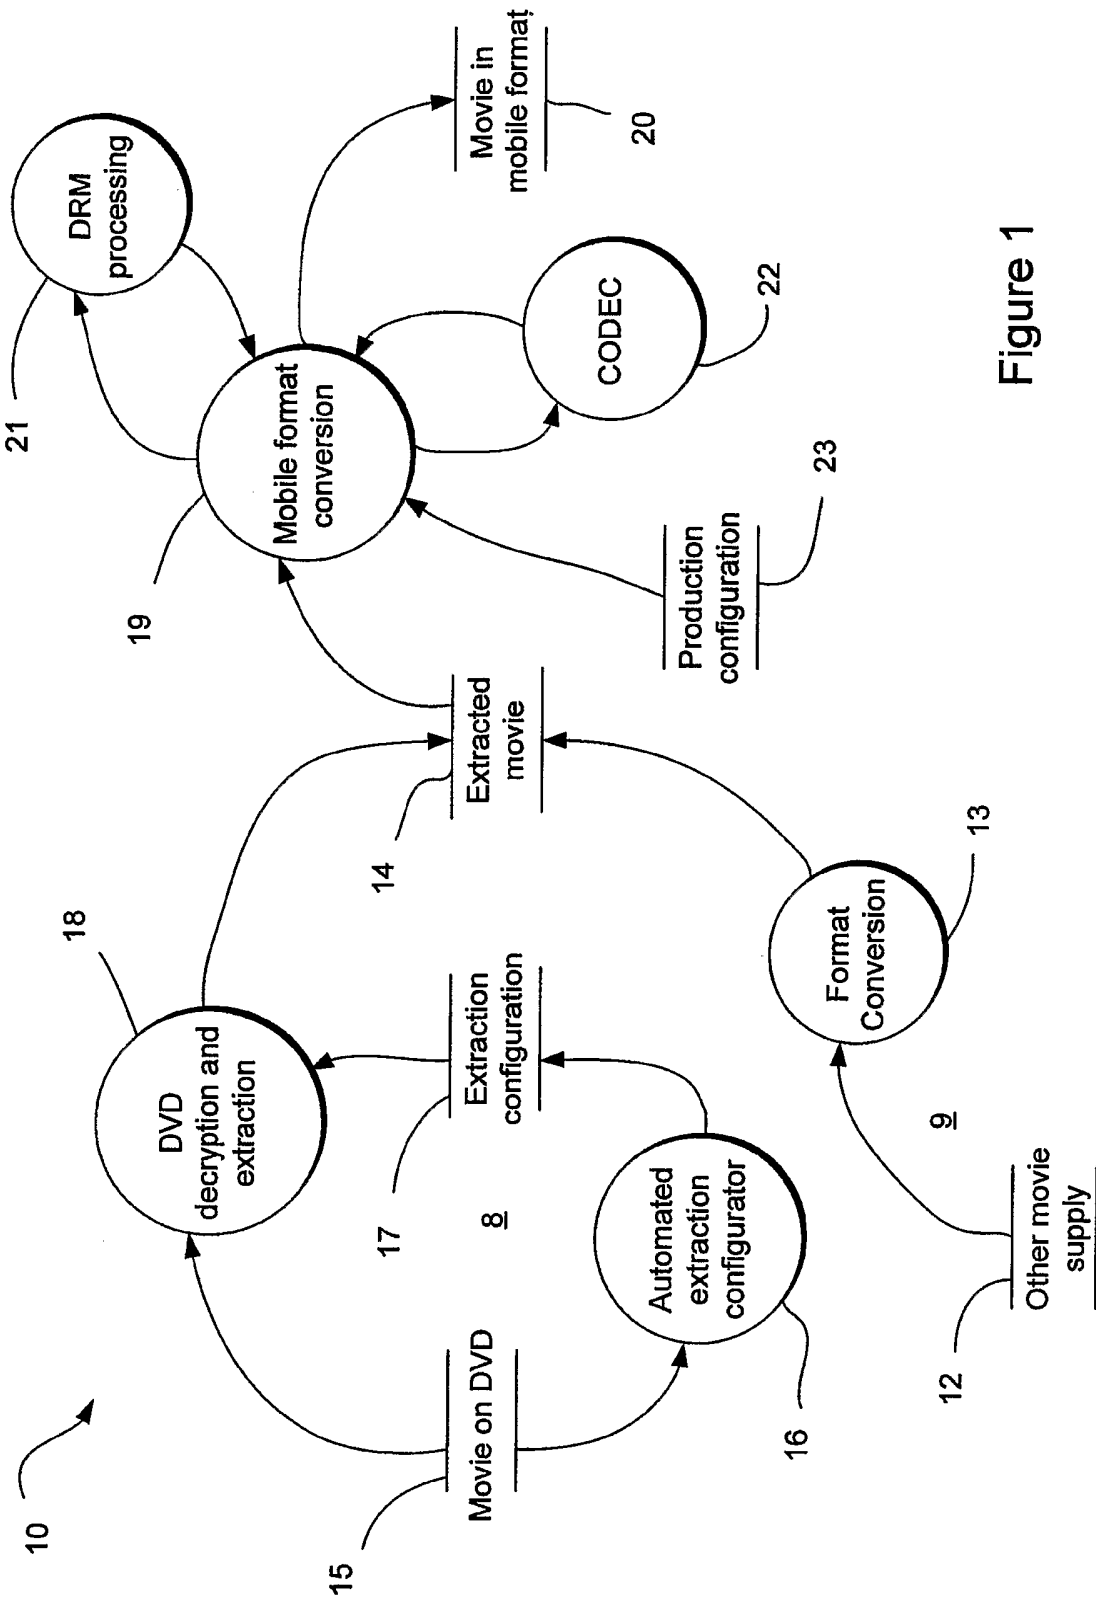 10
15
Movie on DVD
18
DVD
decryption and
extraction
17
Extraction
configuration
8
Automated
extraction
configurator
16
12
Other movie
supply
9
Format
Conversion
13
14
Extracted
movie
19
Mobile format
conversion
21
DRM
processing
Movie in
mobile format
20
CODEC
22
Production
configuration
23
Figure 1